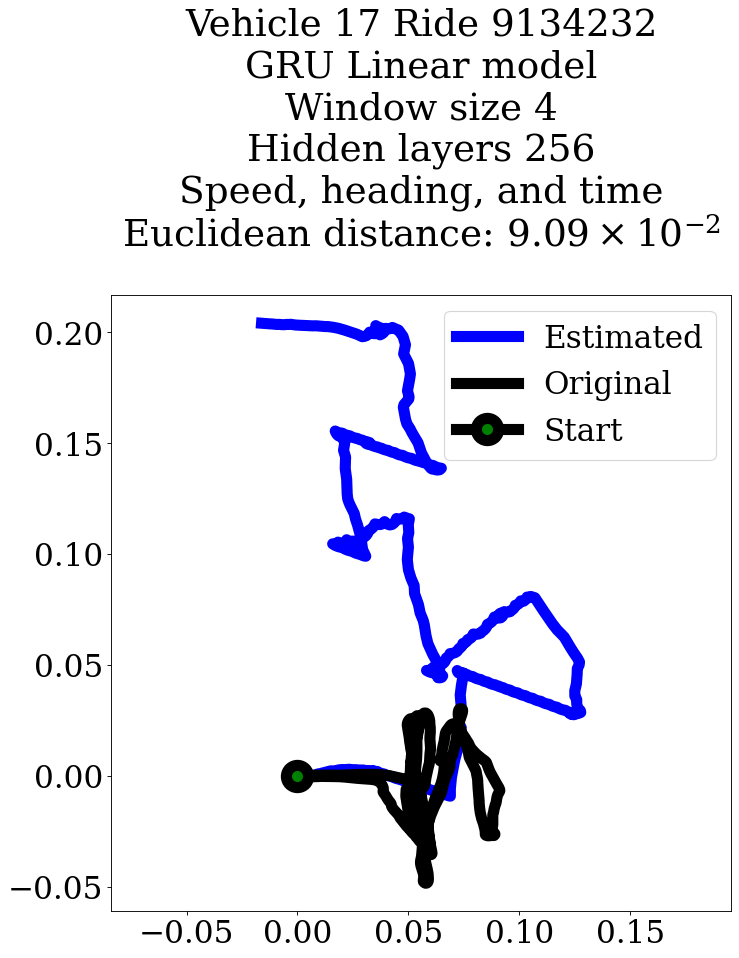 Vehicle 17 Ride 9134232
GRU Linear model
Window size 4
Hidden layers 256
Speed, heading, and time
Euclidean distance: 9.09 × 10⁻²
Estimated
Original
Start
0.20
0.15
0.10
0.05
0.00
−0.05
−0.05 0.00 0.05 0.10 0.15